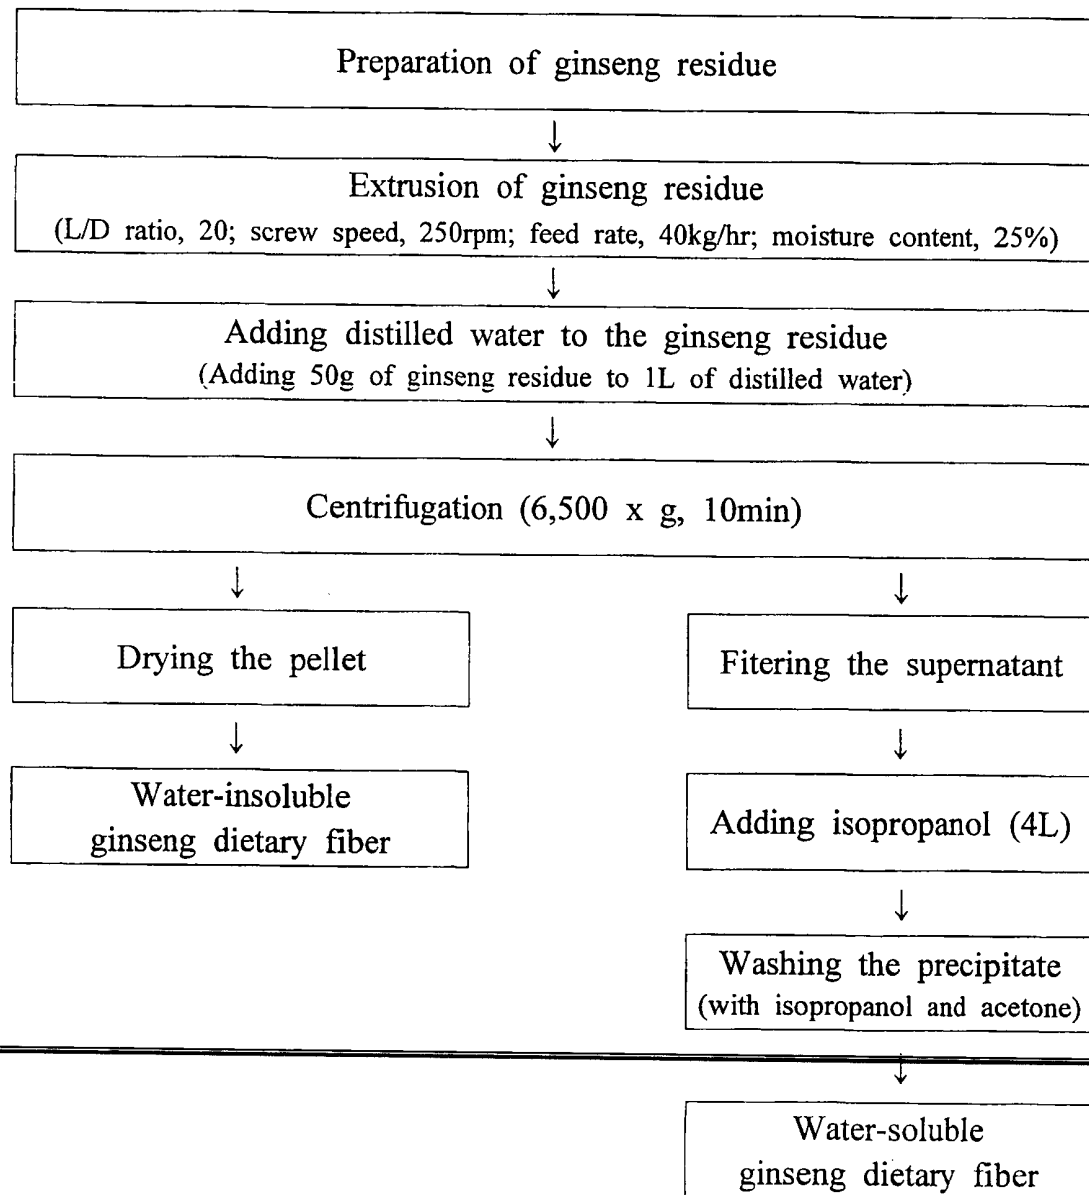 Preparation of ginseng residue
↓
Extrusion of ginseng residue
(L/D ratio, 20; screw speed, 250rpm; feed rate, 40kg/hr; moisture content, 25%)
↓
Adding distilled water to the ginseng residue
(Adding 50g of ginseng residue to 1L of distilled water)
↓
Centrifugation (6,500 x g, 10min)
↓ ↓
Drying the pellet
Fitering the supernatant
↓ ↓
Water-insoluble
ginseng dietary fiber
Adding isopropanol (4L)
↓
Washing the precipitate
(with isopropanol and acetone)
↓
Water-soluble
ginseng dietary fiber